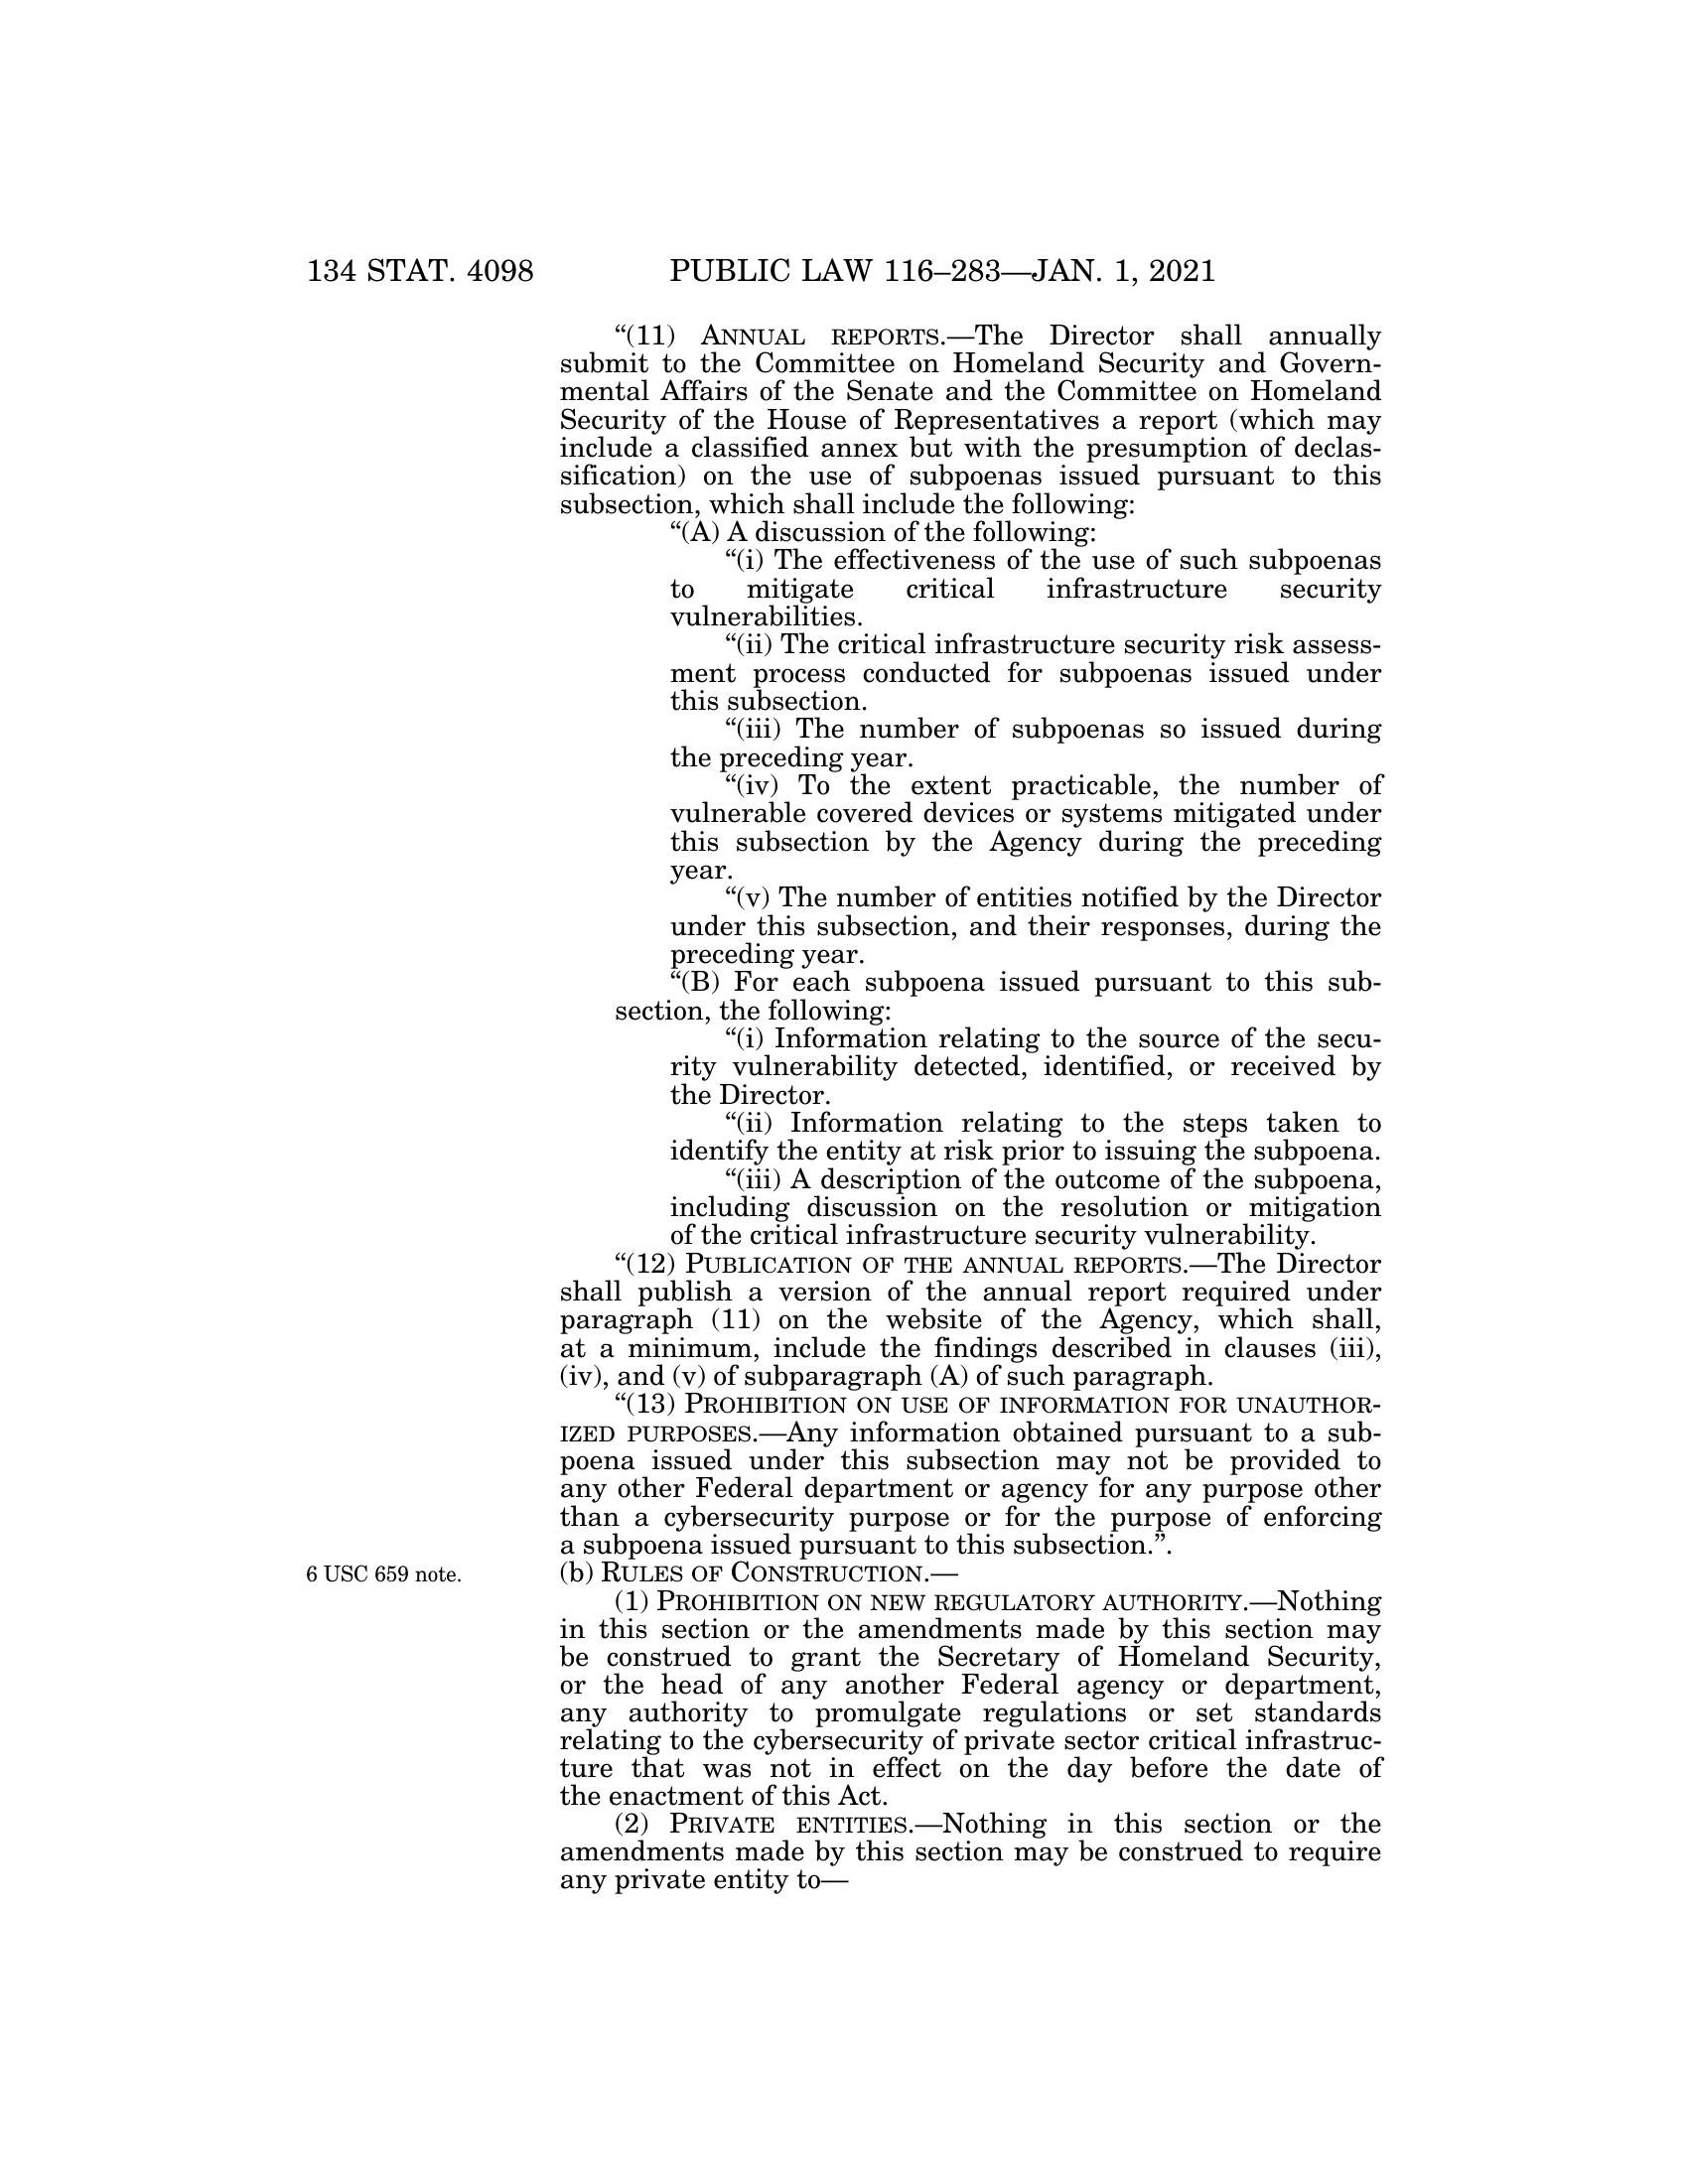 134 STAT. 4098 PUBLIC LAW 116–283—JAN. 1, 2021
“(11) ANNUAL REPORTS.—The Director shall annually
submit to the Committee on Homeland Security and Govern-
mental Affairs of the Senate and the Committee on Homeland
Security of the House of Representatives a report (which may
include a classified annex but with the presumption of declas-
sification) on the use of subpoenas issued pursuant to this
subsection, which shall include the following:
“(A) A discussion of the following:
“(i) The effectiveness of the use of such subpoenas
to mitigate critical infrastructure security
vulnerabilities.
“(ii) The critical infrastructure security risk assess-
ment process conducted for subpoenas issued under
this subsection.
“(iii) The number of subpoenas so issued during
the preceding year.
“(iv) To the extent practicable, the number of
vulnerable covered devices or systems mitigated under
this subsection by the Agency during the preceding
year.
“(v) The number of entities notified by the Director
under this subsection, and their responses, during the
preceding year.
“(B) For each subpoena issued pursuant to this sub-
section, the following:
“(i) Information relating to the source of the secu-
rity vulnerability detected, identified, or received by
the Director.
“(ii) Information relating to the steps taken to
identify the entity at risk prior to issuing the subpoena.
“(iii) A description of the outcome of the subpoena,
including discussion on the resolution or mitigation
of the critical infrastructure security vulnerability.
“(12) PUBLICATION OF THE ANNUAL REPORTS.—The Director
shall publish a version of the annual report required under
paragraph (11) on the website of the Agency, which shall,
at a minimum, include the findings described in clauses (iii),
(iv), and (v) of subparagraph (A) of such paragraph.
“(13) PROHIBITION ON USE OF INFORMATION FOR UNAUTHOR-
IZED PURPOSES.—Any information obtained pursuant to a sub-
poena issued under this subsection may not be provided to
any other Federal department or agency for any purpose other
than a cybersecurity purpose or for the purpose of enforcing
a subpoena issued pursuant to this subsection.”.
6 USC 659 note. (b) RULES OF CONSTRUCTION.—
(1) PROHIBITION ON NEW REGULATORY AUTHORITY.—Nothing
in this section or the amendments made by this section may
be construed to grant the Secretary of Homeland Security,
or the head of any another Federal agency or department,
any authority to promulgate regulations or set standards
relating to the cybersecurity of private sector critical infrastruc-
ture that was not in effect on the day before the date of
the enactment of this Act.
(2) PRIVATE ENTITIES.—Nothing in this section or the
amendments made by this section may be construed to require
any private entity to—